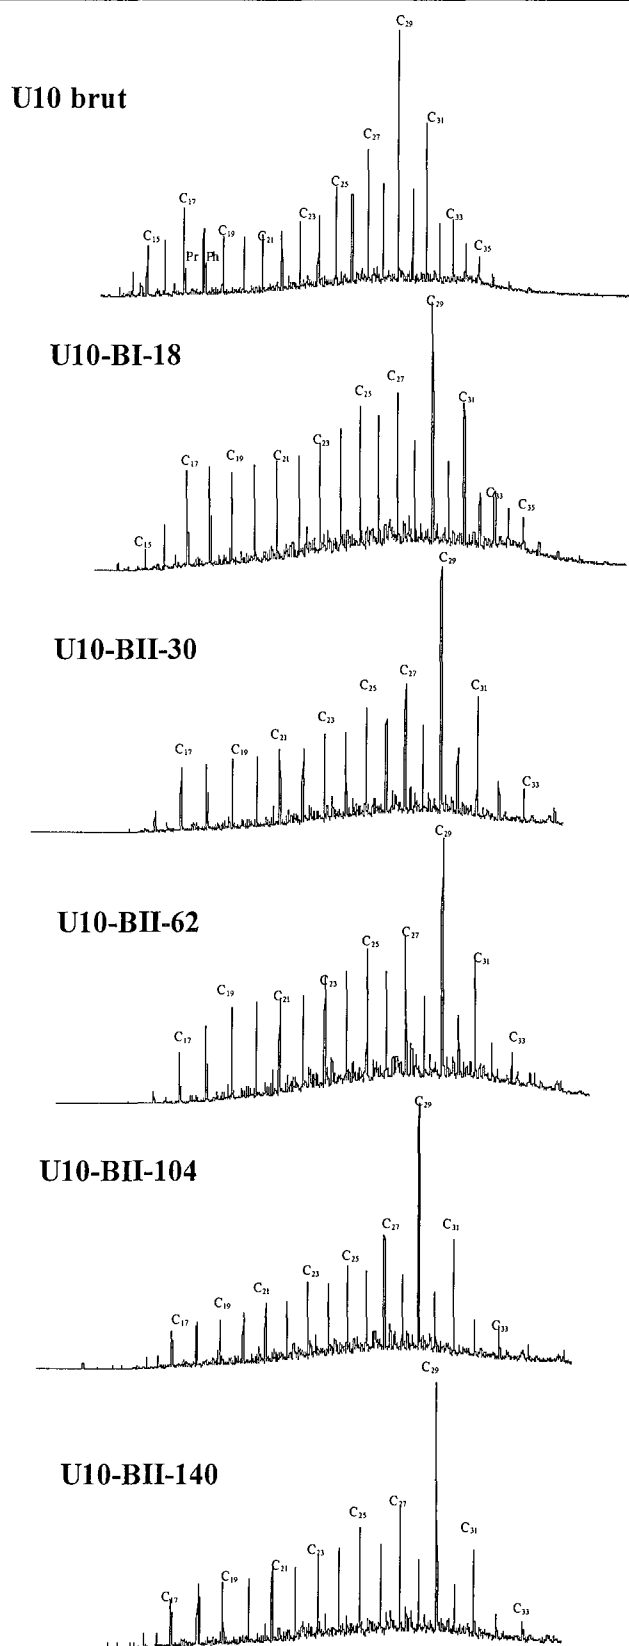 C₂₉
U10 brut
C₃₁
C₂₇
C₂₅
C₁₇
C₂₃
C₃₃
C₁₅
C₁₉
C₂₁
C₃₅
Pr
Ph
C₂₉
U10-BI-18
C₂₇
C₂₅
C₃₁
C₂₃
C₁₇
C₁₉
C₂₁
C₃₃
C₃₅
C₁₅
C₂₉
U10-BII-30
C₂₇
C₂₅
C₃₁
C₂₃
C₂₁
C₁₇
C₁₉
C₃₃
C₂₉
U10-BII-62
C₂₇
C₂₅
C₃₁
C₂₃
C₁₉
C₂₁
C₁₇
C₃₃
C₂₉
U10-BII-104
C₂₇
C₃₁
C₂₅
C₂₃
C₂₁
C₁₉
C₁₇
C₃₃
C₂₉
U10-BII-140
C₂₇
C₂₅
C₃₁
C₂₃
C₂₁
C₁₉
C₁₇
C₃₃